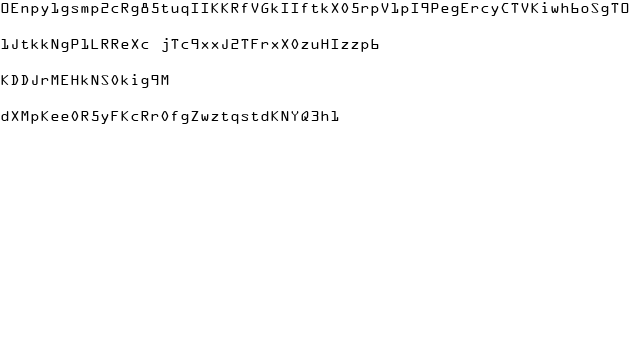 0Enpy1gsmp2cRg85tuqIIKKRfVGkIIftkX05rpV1pI9PegErcyCTVKiwh6oSgT0
1JtkkNgP1LRReXc jTc9xxJ2TFrxX0zuHIzzp6
KDDJrMEHkNS0kig9M
dXMpKee0R5yFKcRr0fgZwztqstdKNYQ3h1